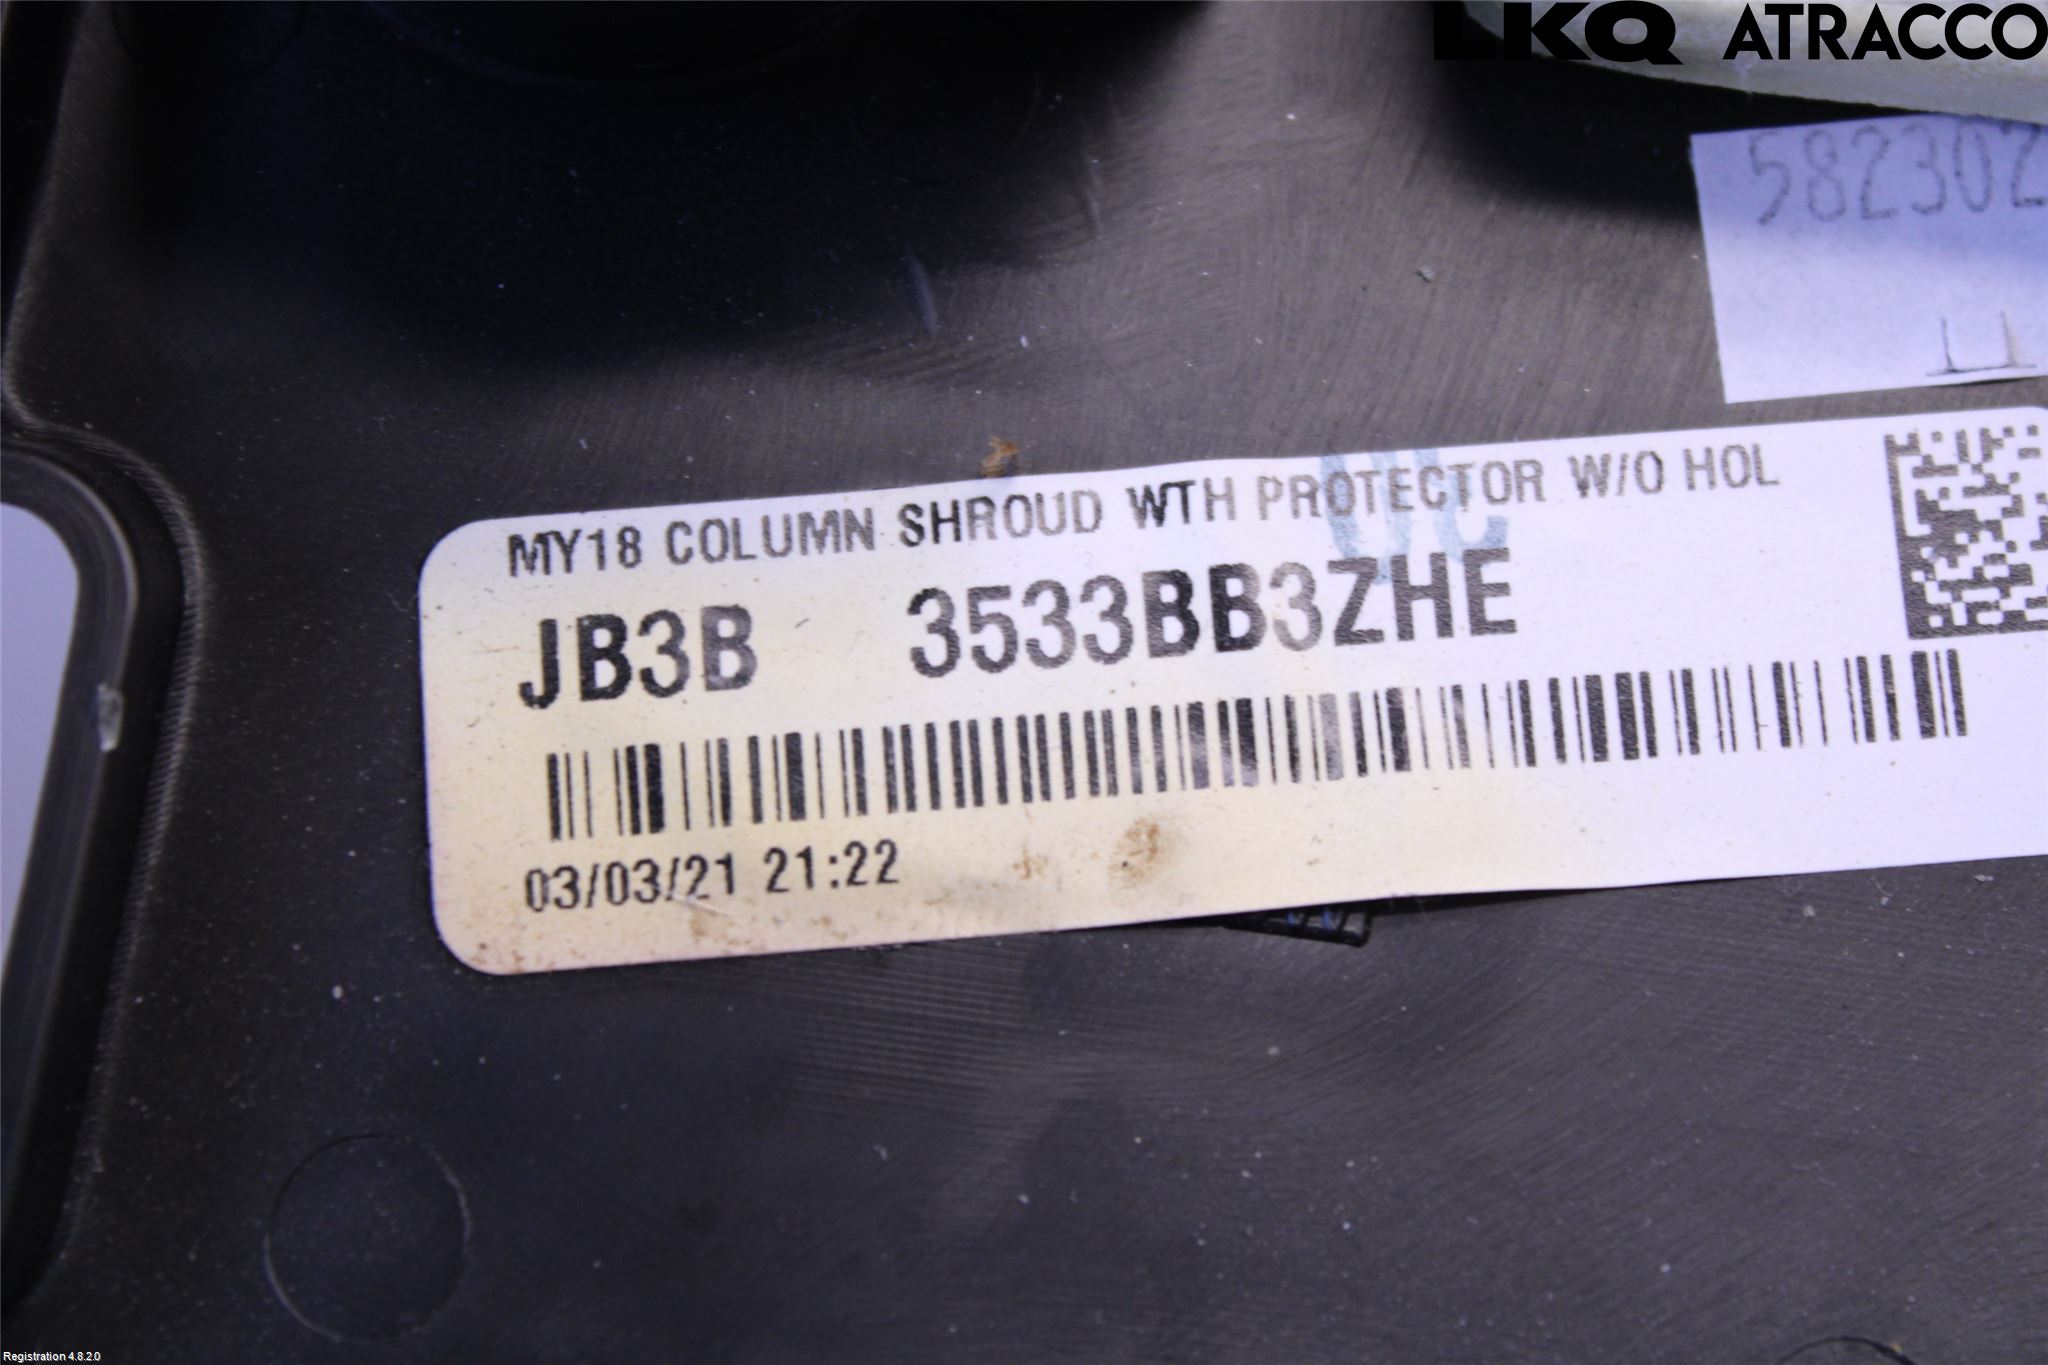 LKQ ATRACCO
582302
MY18 COLUMN SHROUD WTH PROTECTOR W/O HOL
JB3B 3533BB3ZHE
03/03/21 21:22
Registration 4.8.2.0